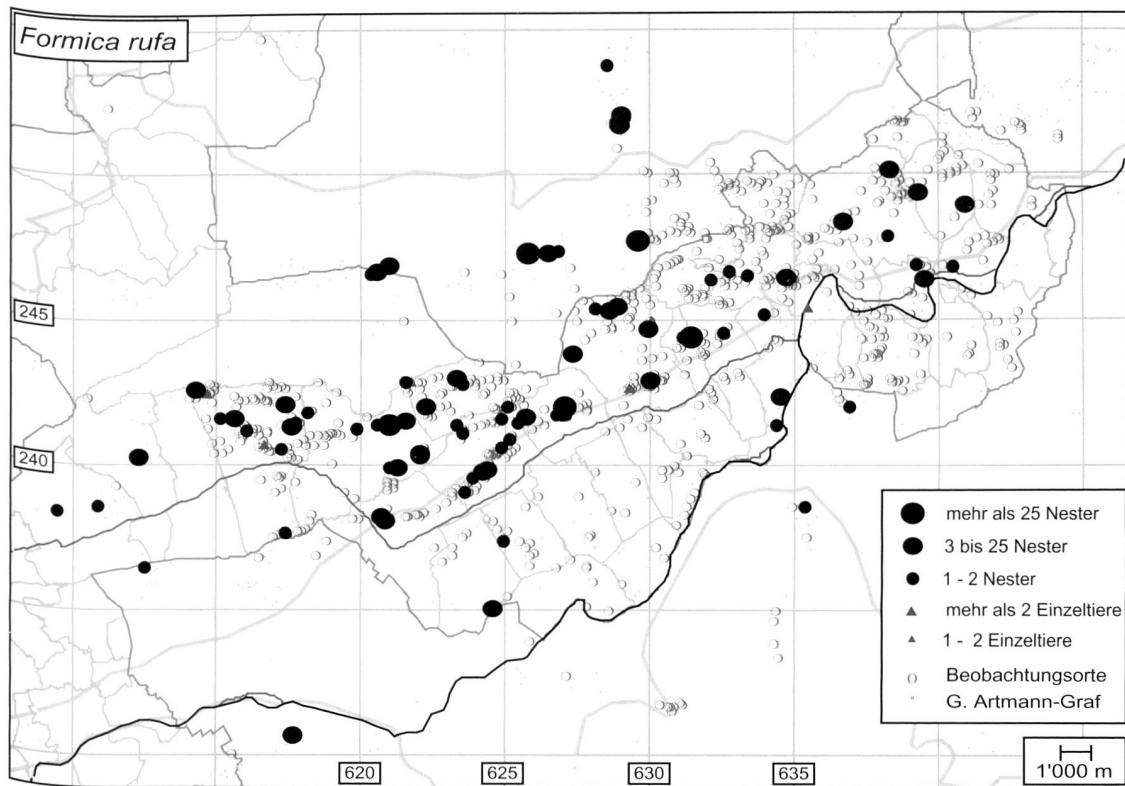 Formica rufa
245
240
620
625
630
635
mehr als 25 Nester
3 bis 25 Nester
1 - 2 Nester
mehr als 2 Einzeltiere
1 - 2 Einzeltiere
Beobachtungsorte
G. Artmann-Graf
1'000 m